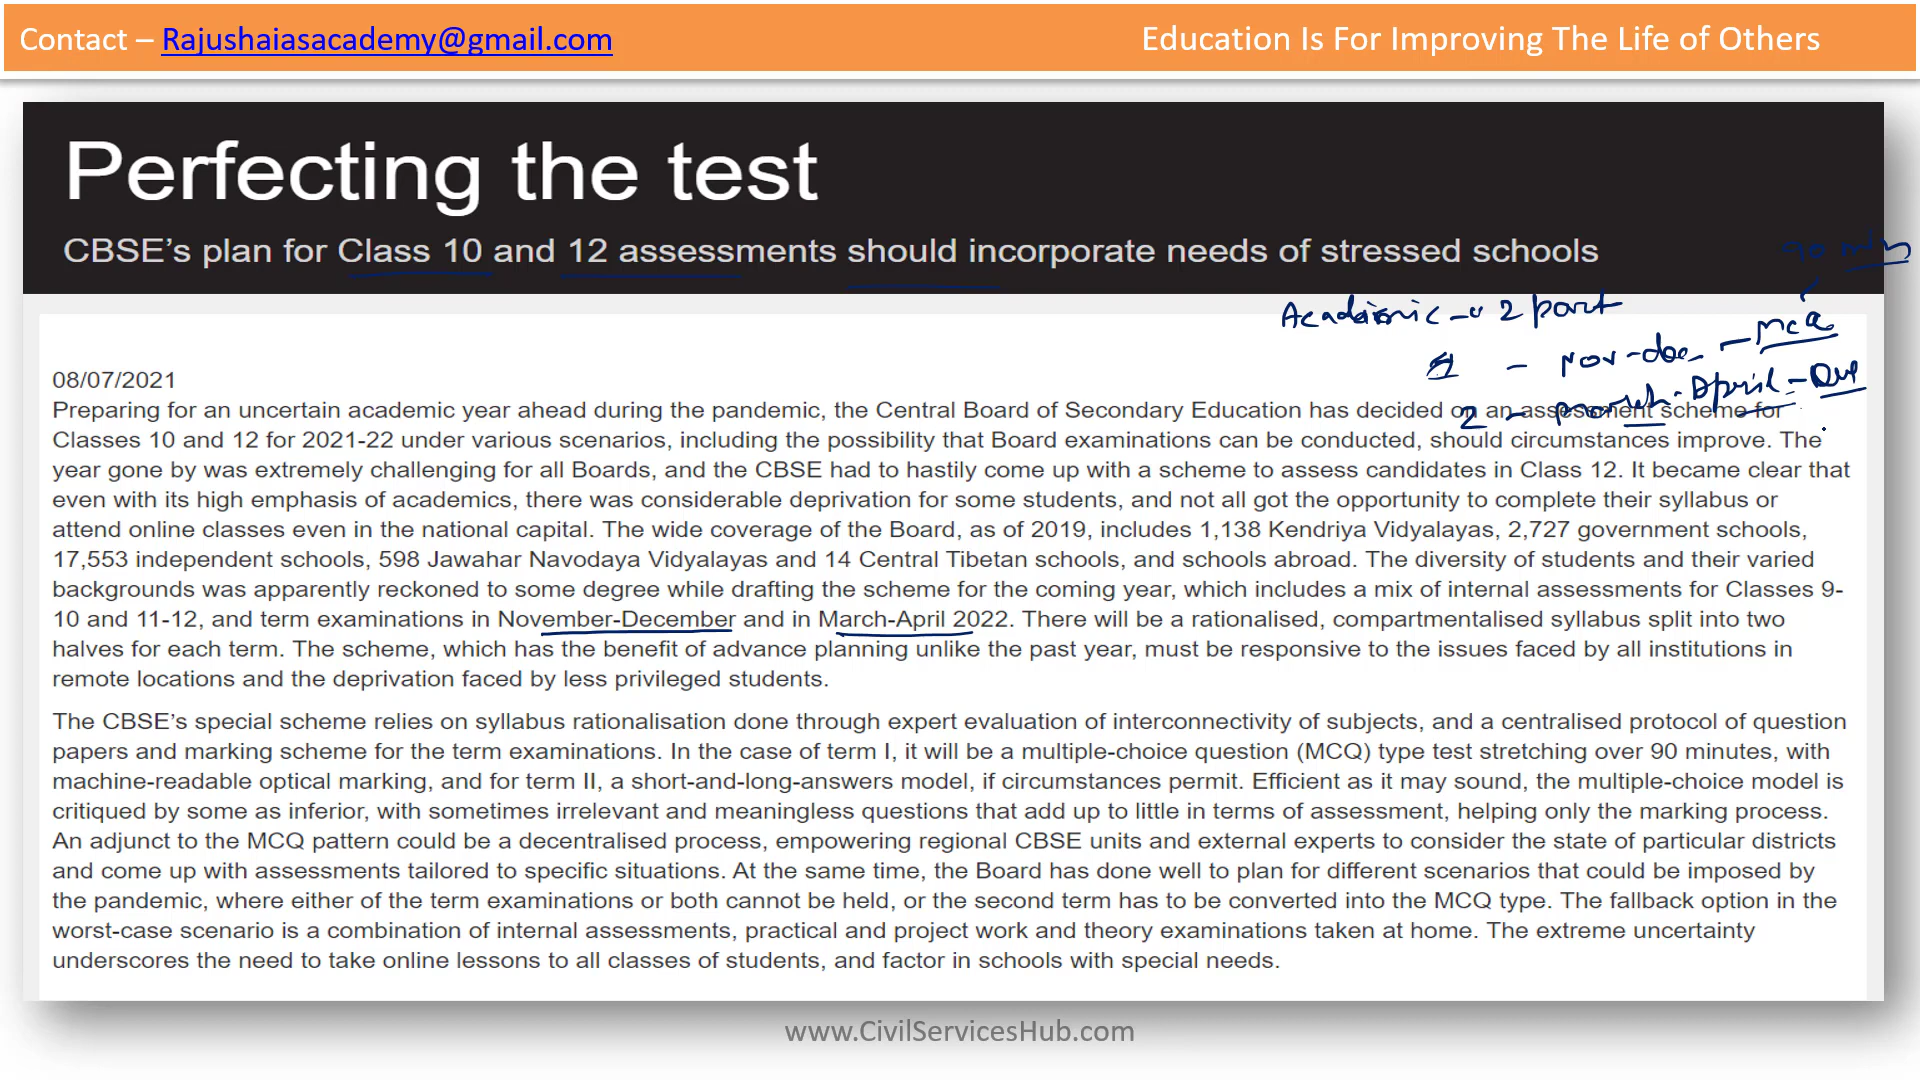 Contact – Rajushaiasacademy@gmail.com
Education Is For Improving The Life of Others
Perfecting the test
CBSE’s plan for Class 10 and 12 assessments should incorporate needs of stressed schools
90 min
Academic - 2 part
1 - Nov-dec - MCQ
2 - march-April -
08/07/2021
Preparing for an uncertain academic year ahead during the pandemic, the Central Board of Secondary Education has decided on an assessment scheme for
Classes 10 and 12 for 2021-22 under various scenarios, including the possibility that Board examinations can be conducted, should circumstances improve. The
year gone by was extremely challenging for all Boards, and the CBSE had to hastily come up with a scheme to assess candidates in Class 12. It became clear that
even with its high emphasis of academics, there was considerable deprivation for some students, and not all got the opportunity to complete their syllabus or
attend online classes even in the national capital. The wide coverage of the Board, as of 2019, includes 1,138 Kendriya Vidyalayas, 2,727 government schools,
17,553 independent schools, 598 Jawahar Navodaya Vidyalayas and 14 Central Tibetan schools, and schools abroad. The diversity of students and their varied
backgrounds was apparently reckoned to some degree while drafting the scheme for the coming year, which includes a mix of internal assessments for Classes 9-
10 and 11-12, and term examinations in November-December and in March-April 2022. There will be a rationalised, compartmentalised syllabus split into two
halves for each term. The scheme, which has the benefit of advance planning unlike the past year, must be responsive to the issues faced by all institutions in
remote locations and the deprivation faced by less privileged students.
The CBSE’s special scheme relies on syllabus rationalisation done through expert evaluation of interconnectivity of subjects, and a centralised protocol of question
papers and marking scheme for the term examinations. In the case of term I, it will be a multiple-choice question (MCQ) type test stretching over 90 minutes, with
machine-readable optical marking, and for term II, a short-and-long-answers model, if circumstances permit. Efficient as it may sound, the multiple-choice model is
critiqued by some as inferior, with sometimes irrelevant and meaningless questions that add up to little in terms of assessment, helping only the marking process.
An adjunct to the MCQ pattern could be a decentralised process, empowering regional CBSE units and external experts to consider the state of particular districts
and come up with assessments tailored to specific situations. At the same time, the Board has done well to plan for different scenarios that could be imposed by
the pandemic, where either of the term examinations or both cannot be held, or the second term has to be converted into the MCQ type. The fallback option in the
worst-case scenario is a combination of internal assessments, practical and project work and theory examinations taken at home. The extreme uncertainty
underscores the need to take online lessons to all classes of students, and factor in schools with special needs.
www.CivilServicesHub.com